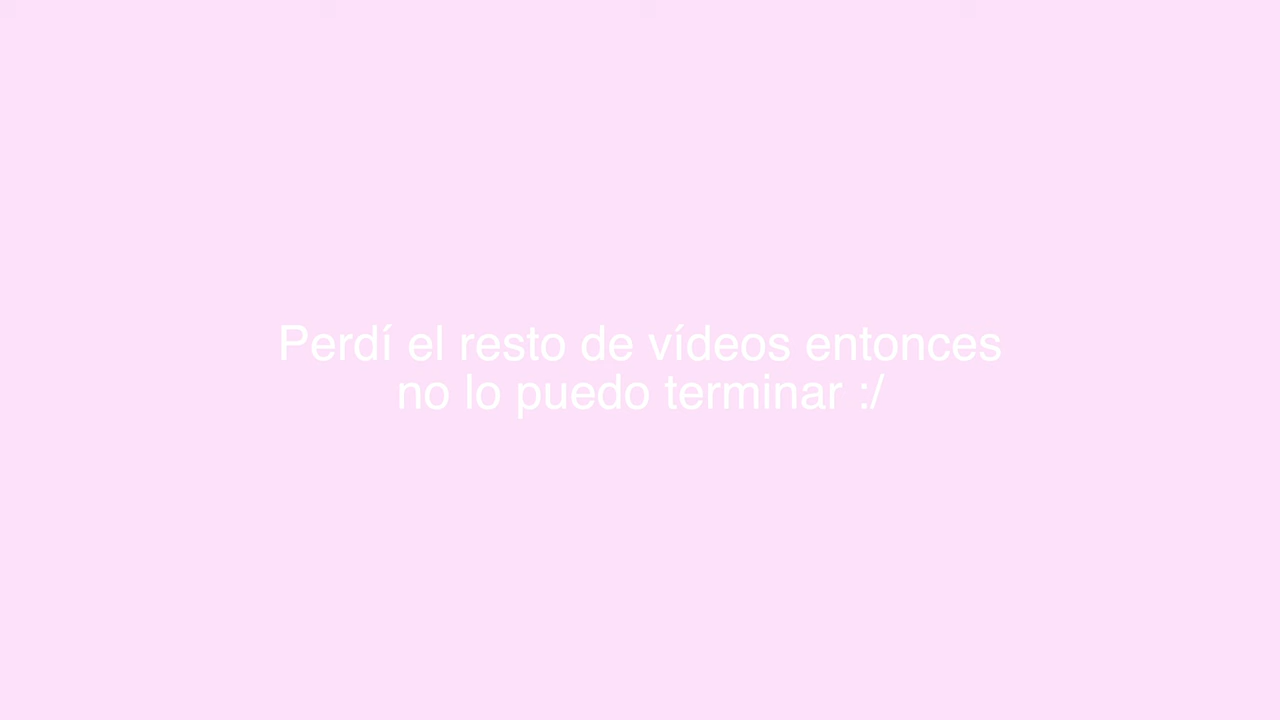 Perdí el resto de vídeos entonces
no lo puedo terminar :/